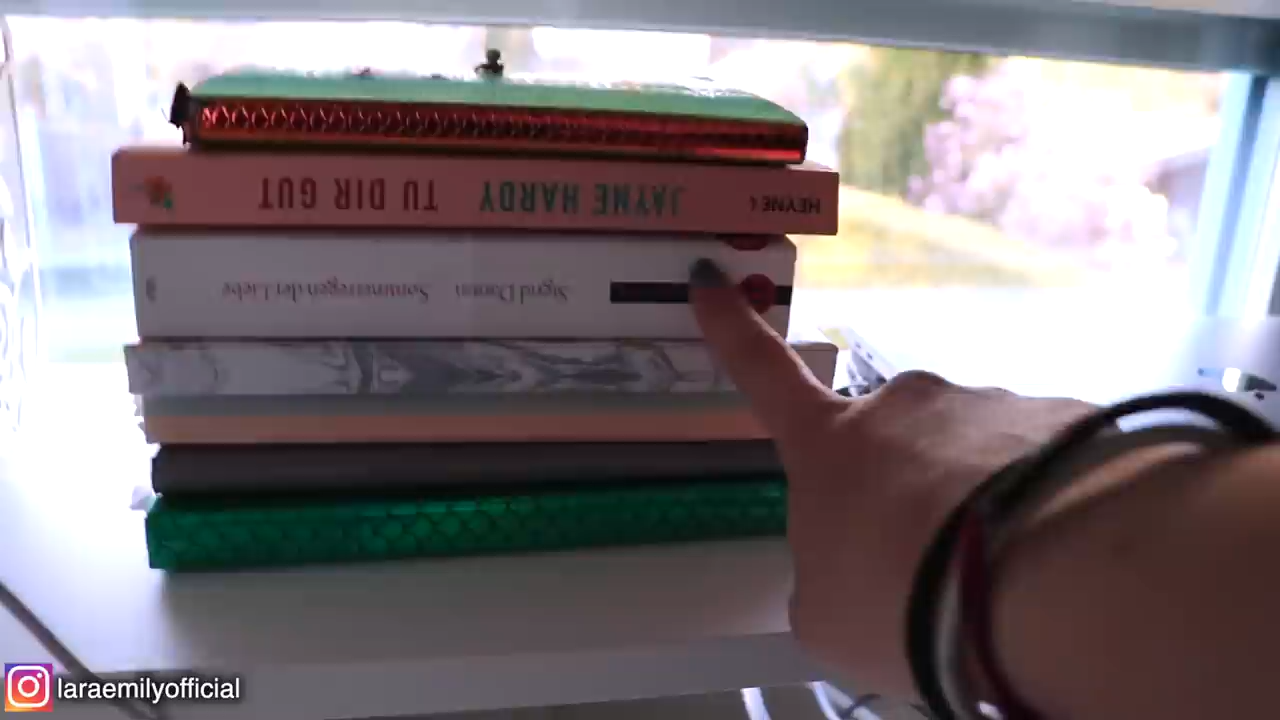 HEYNE
JAYNE HARDY
TU DIR GUT
Sigrid Damm
Sommerregen der Liebe
laraemilyofficial